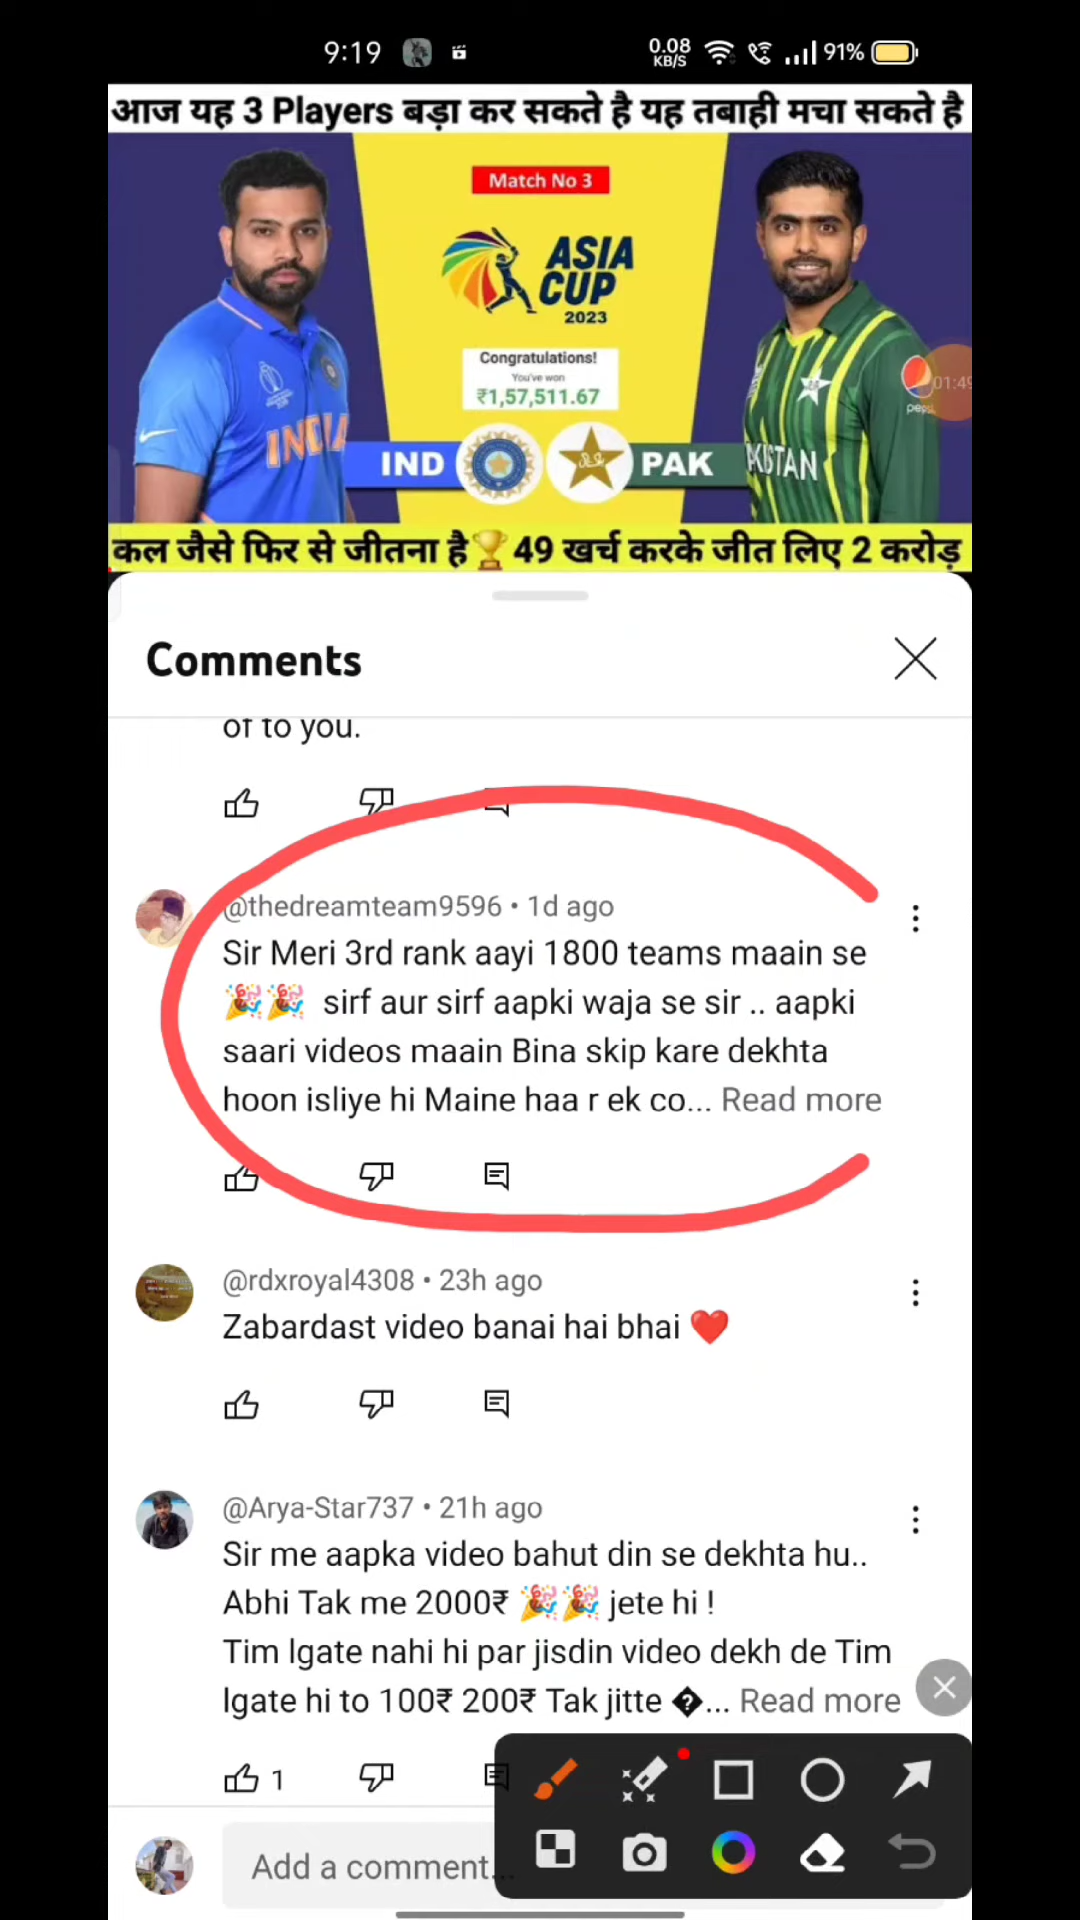 9:19
0.08 KB/S
91%
आज यह 3 Players बड़ा कर सकते है यह तबाही मचा सकते है
Match No 3
ASIA
CUP
2023
Congratulations!
You've won
₹1,57,511.67
INDIA
pepsi
01:49
IND
PAK
KISTAN
कल जैसे फिर से जीतना है🏆49 खर्च करके जीत लिए 2 करोड़
Comments
of to you.
@thedreamteam9596 • 1d ago
Sir Meri 3rd rank aayi 1800 teams maain se
🎉🎉 sirf aur sirf aapki waja se sir .. aapki
saari videos maain Bina skip kare dekhta
hoon isliye hi Maine haa r ek co... Read more
@rdxroyal4308 • 23h ago
Zabardast video banai hai bhai ❤️
@Arya-Star737 • 21h ago
Sir me aapka video bahut din se dekhta hu..
Abhi Tak me 2000₹ 🎉🎉 jete hi !
Tim lgate nahi hi par jisdin video dekh de Tim
lgate hi to 100₹ 200₹ Tak jitte �... Read more
1
Add a comment...